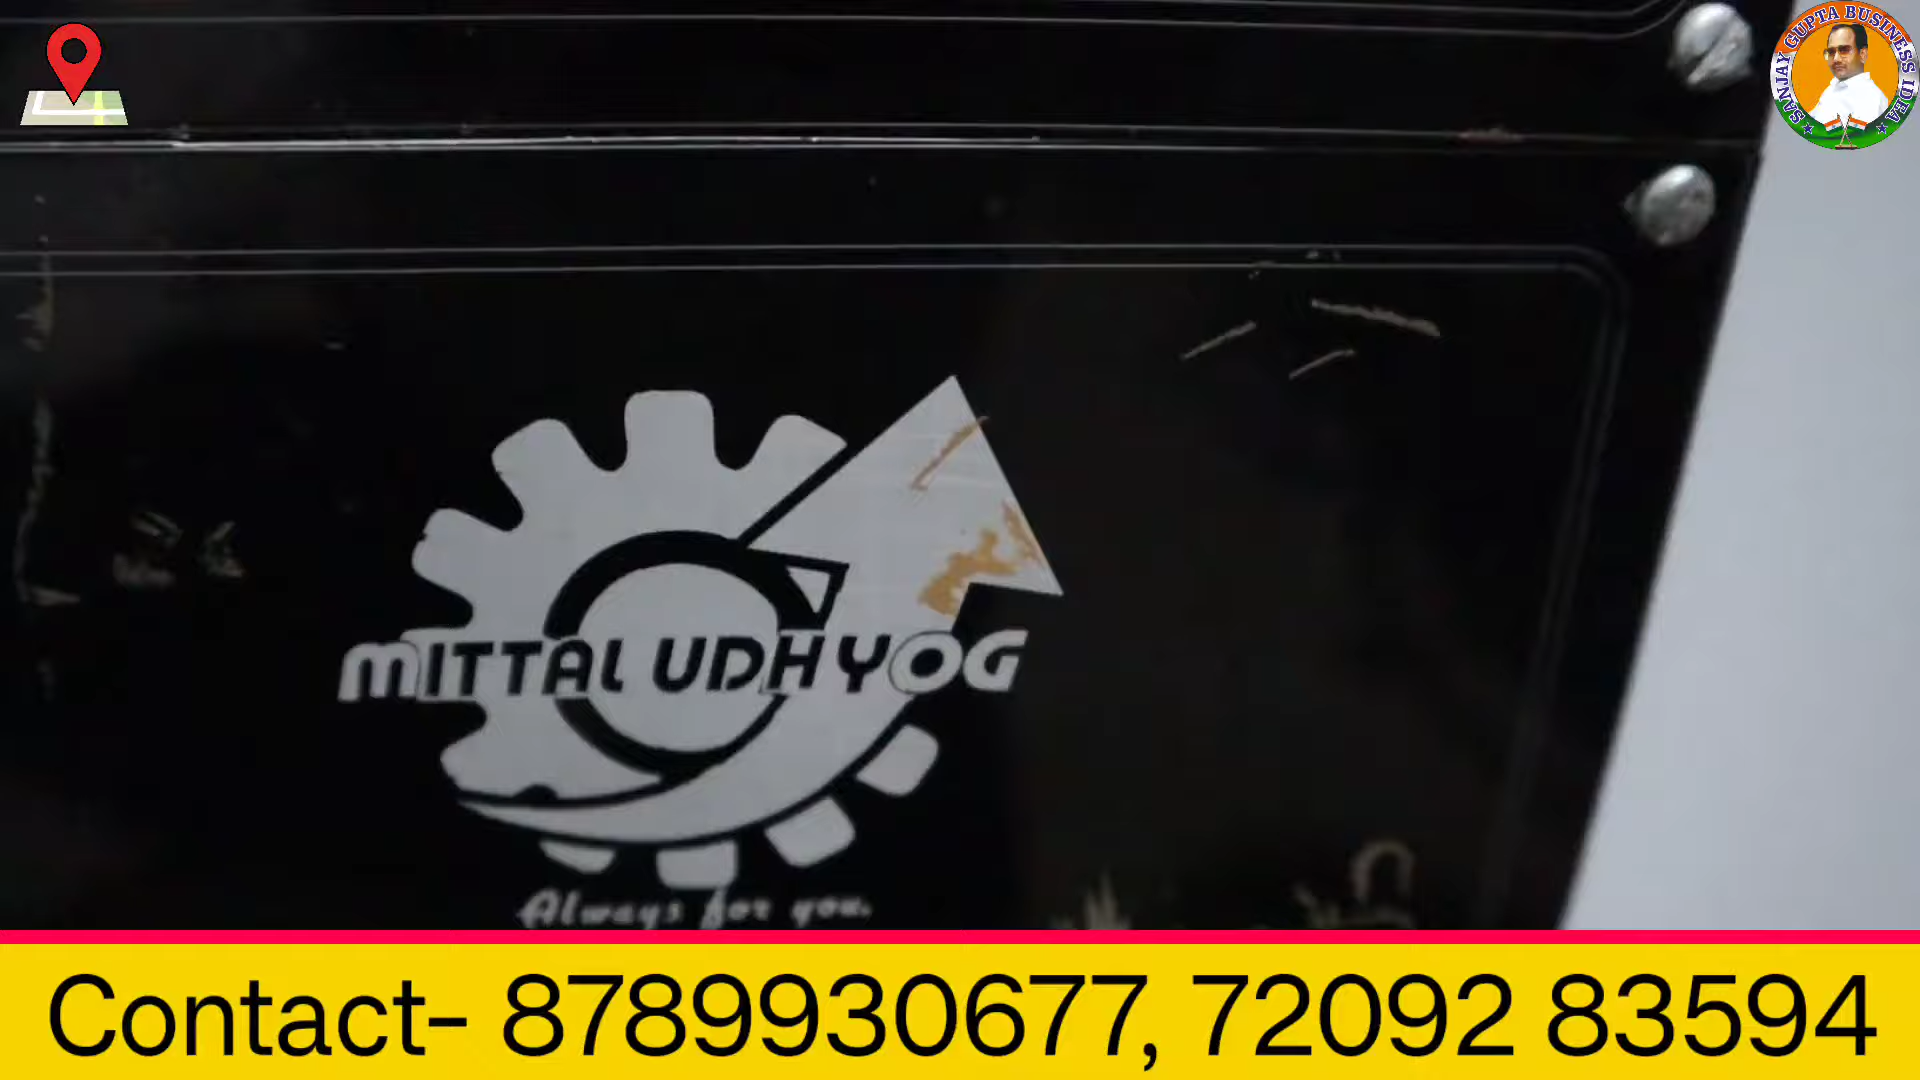 SANJAY GUPTA BUSINESS IDEA
MITTAL UDHYOG
Always for you.
Contact- 8789930677, 72092 83594